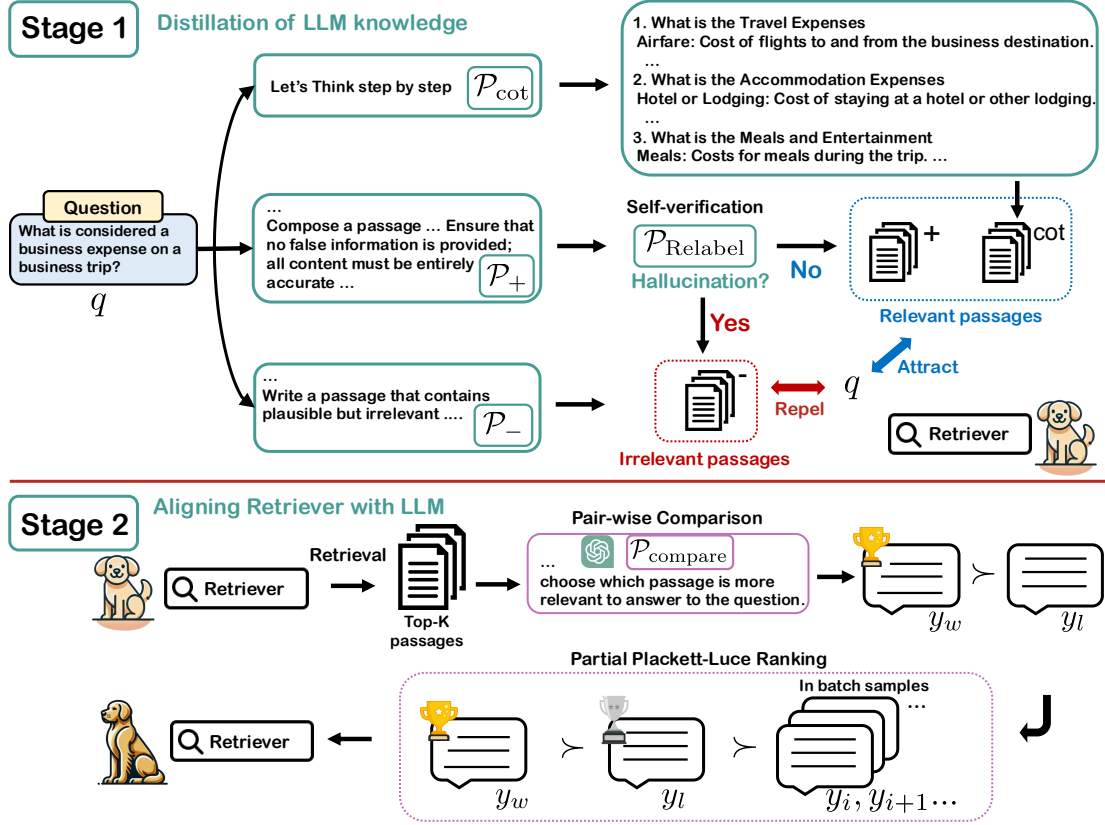 Stage 1
Distillation of LLM knowledge
Let's Think step by step
P_cot
1. What is the Travel Expenses
Airfare: Cost of flights to and from the business destination.
...
2. What is the Accommodation Expenses
Hotel or Lodging: Cost of staying at a hotel or other lodging.
...
3. What is the Meals and Entertainment
Meals: Costs for meals during the trip. ...
Question
What is considered a
business expense on a
business trip?
q
...
Compose a passage ... Ensure that
no false information is provided;
all content must be entirely
accurate ...
P_+
Self-verification
P_Relabel
Hallucination?
No
Yes
+
cot
Relevant passages
Attract
...
Write a passage that contains
plausible but irrelevant ....
P_−
-
Irrelevant passages
Repel
q
Retriever
Stage 2
Aligning Retriever with LLM
Retriever
Retrieval
Top-K
passages
Pair-wise Comparison
P_compare
...
choose which passage is more
relevant to answer to the question.
y_w
≻
y_l
Partial Plackett-Luce Ranking
Retriever
y_w
≻
y_l
≻
In batch samples
...
y_i, y_{i+1}...